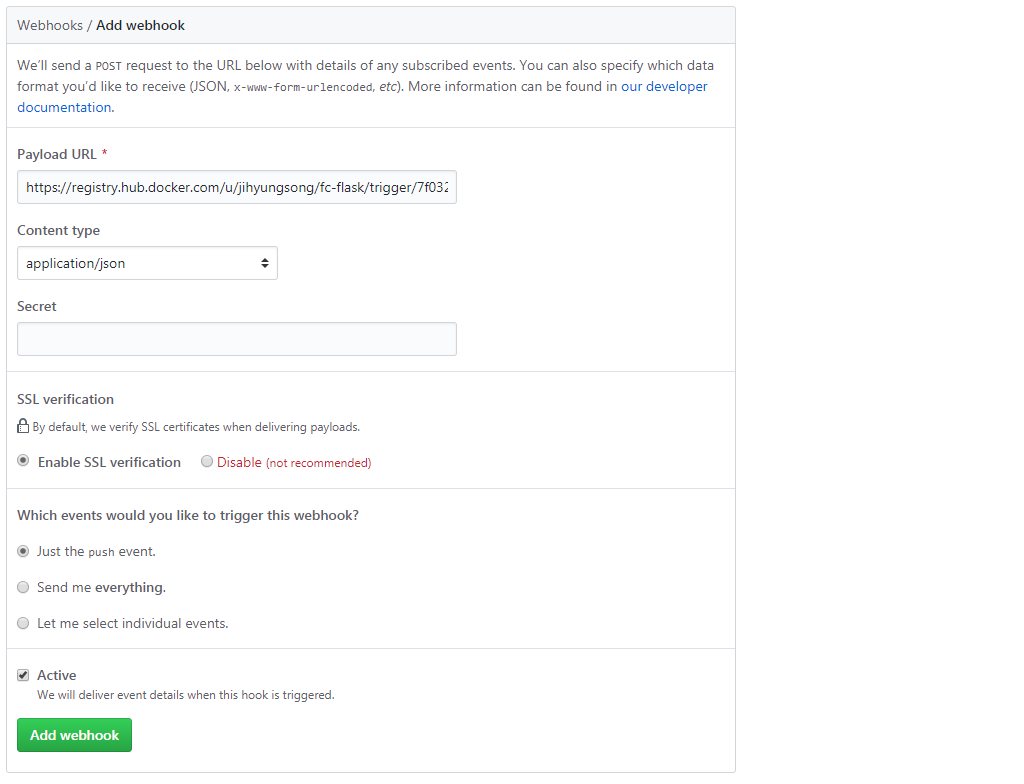 Webhooks / Add webhook
We'll send a POST request to the URL below with details of any subscribed events. You can also specify which data
format you'd like to receive (JSON, x-www-form-urlencoded, etc). More information can be found in our developer
documentation.
Payload URL *
https://registry.hub.docker.com/u/jihyungsong/fc-flask/trigger/7f032
Content type
application/json
Secret
SSL verification
By default, we verify SSL certificates when delivering payloads.
Enable SSL verification Disable (not recommended)
Which events would you like to trigger this webhook?
Just the push event.
Send me everything.
Let me select individual events.
Active
We will deliver event details when this hook is triggered.
Add webhook